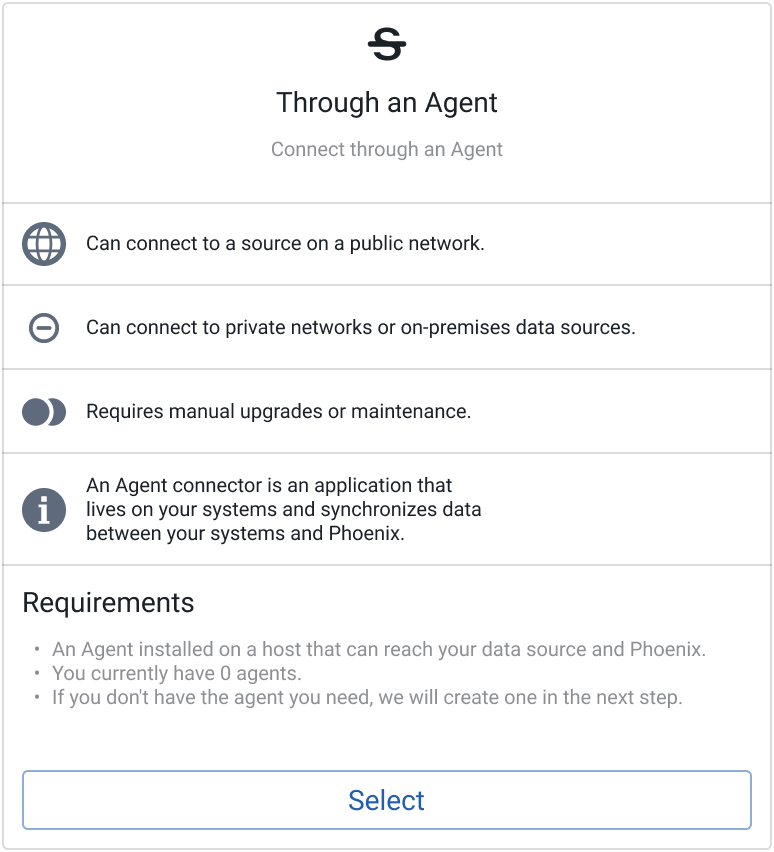 Through an Agent
Connect through an Agent
Can connect to a source on a public network.
Can connect to private networks or on-premises data sources.
Requires manual upgrades or maintenance.
An Agent connector is an application that
lives on your systems and synchronizes data
between your systems and Phoenix.
Requirements
• An Agent installed on a host that can reach your data source and Phoenix.
• You currently have 0 agents.
• If you don't have the agent you need, we will create one in the next step.
Select